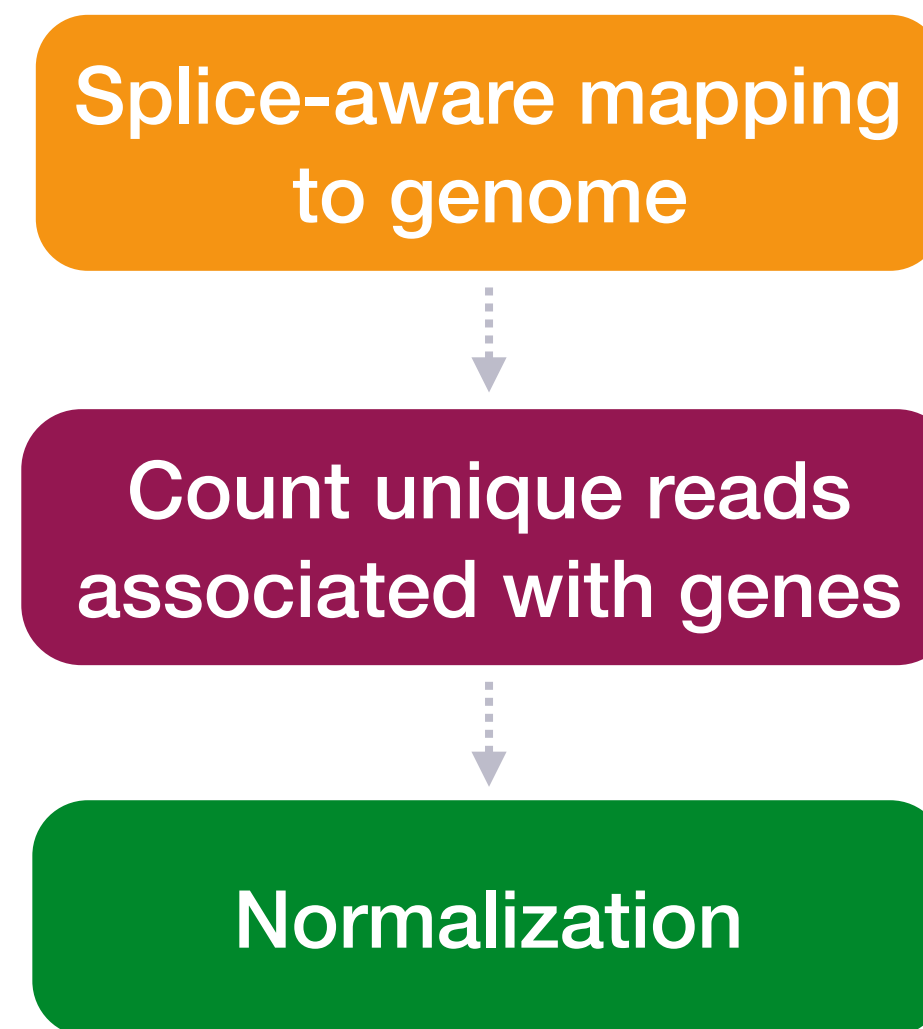 Splice-aware mapping
to genome
Count unique reads
associated with genes
Normalization